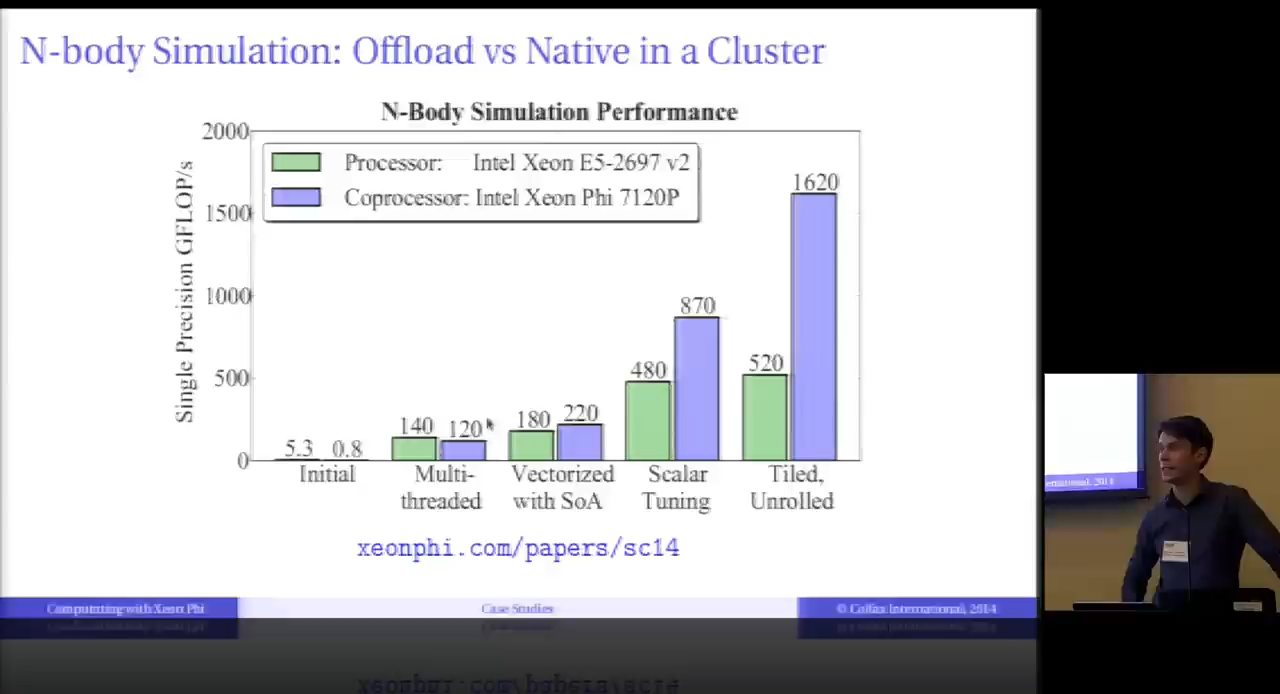 N-body Simulation: Offload vs Native in a Cluster
N-Body Simulation Performance
Single Precision GFLOP/s
2000
1500
1000
500
0
Processor: Intel Xeon E5-2697 v2
Coprocessor: Intel Xeon Phi 7120P
5.3 0.8
140 120
180 220
480 870
520 1620
Initial
Multi-
threaded
Vectorized
with SoA
Scalar
Tuning
Tiled,
Unrolled
xeonphi.com/papers/sc14
Computing with Xeon Phi
Case Studies
© Colfax International, 2014
ernational, 2014